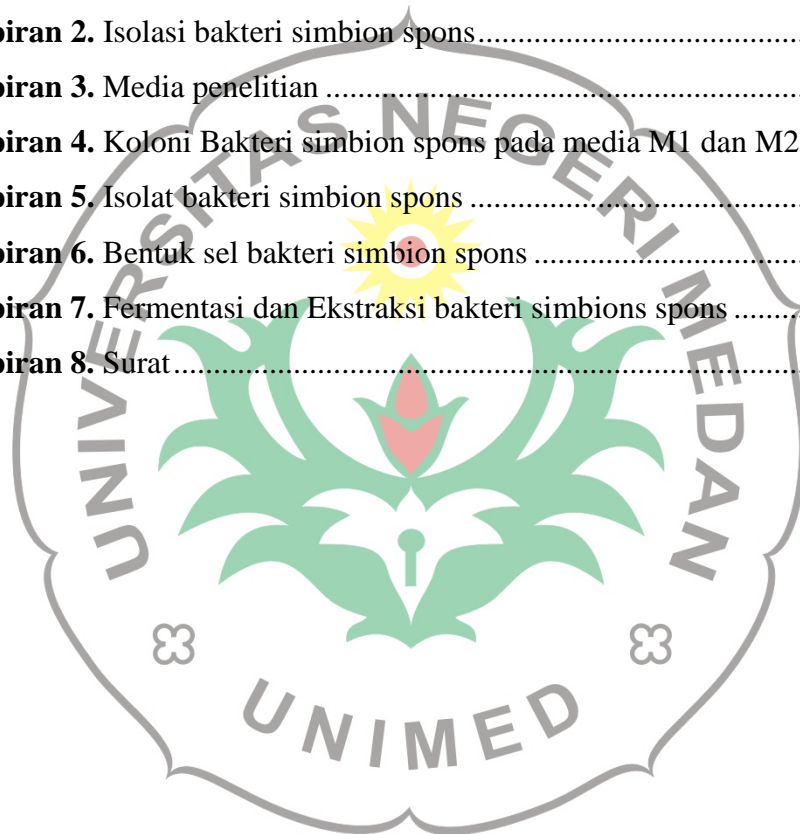 piran 2. Isolasi bakteri simbion spons........................................
piran 3. Media penelitian ............................................................
piran 4. Koloni Bakteri simbion spons pada media M1 dan M2
piran 5. Isolat bakteri simbion spons .........................................
piran 6. Bentuk sel bakteri simbion spons .................................
piran 7. Fermentasi dan Ekstraksi bakteri simbions spons ........
piran 8. Surat...............................................................................
UNIVERSITAS NEGERI MEDAN
UNIMED